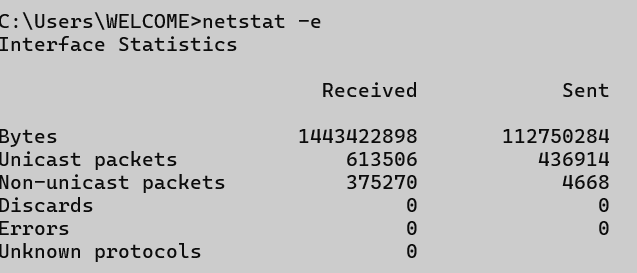 C:\Users\WELCOME>netstat -e
Interface Statistics
Received Sent
Bytes 1443422898 112750284
Unicast packets 613506 436914
Non-unicast packets 375270 4668
Discards 0 0
Errors 0 0
Unknown protocols 0